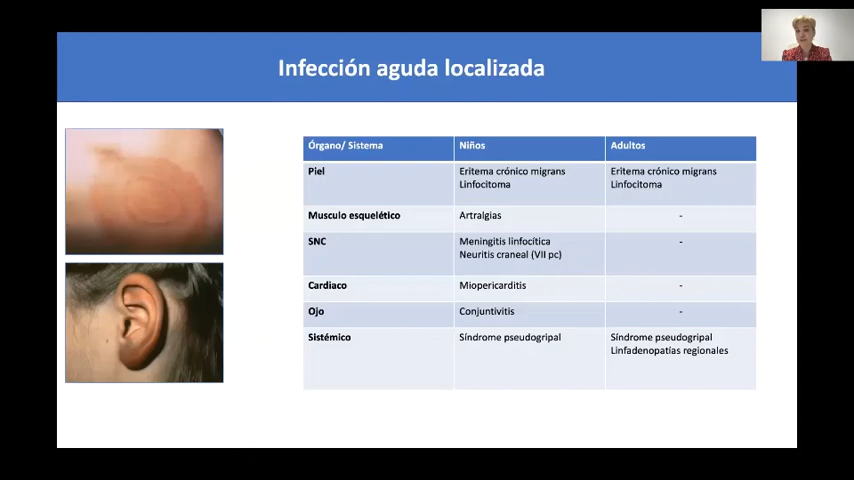 Infección aguda localizada
Órgano/ Sistema Niños Adultos
Piel Eritema crónico migrans Eritema crónico migrans
Linfocitoma Linfocitoma
Musculo esquelético Artralgias -
SNC Meningitis linfocítica -
Neuritis craneal (VII pc)
Cardiaco Miopericarditis -
Ojo Conjuntivitis -
Sistémico Síndrome pseudogripal Síndrome pseudogripal
Linfadenopatías regionales